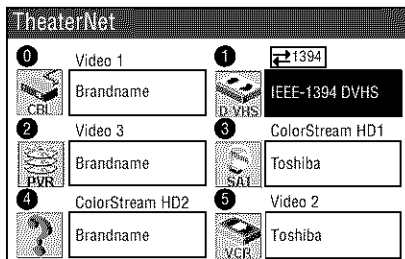 TheaterNet
0 Video 1
CBL Brandname
1 1394
D-VHS IEEE-1394 DVHS
2 Video 3
PVR Brandname
3 ColorStream HD1
SAT Toshiba
4 ColorStream HD2
? Brandname
5 Video 2
VCR Toshiba